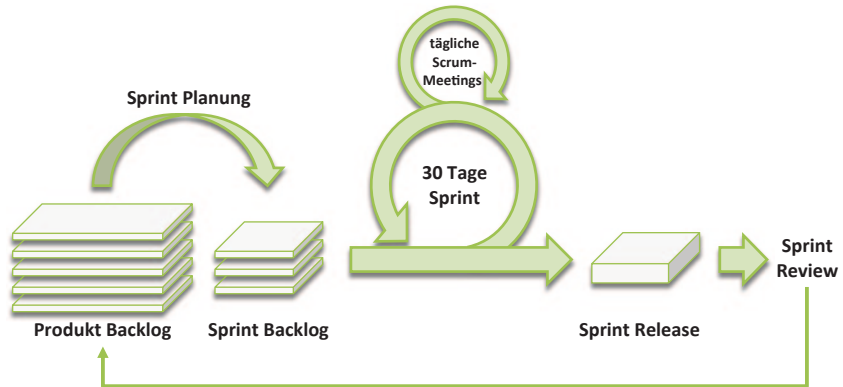 tägliche
Scrum-
Meetings
Sprint Planung
30 Tage
Sprint
Sprint
Review
Produkt Backlog
Sprint Backlog
Sprint Release